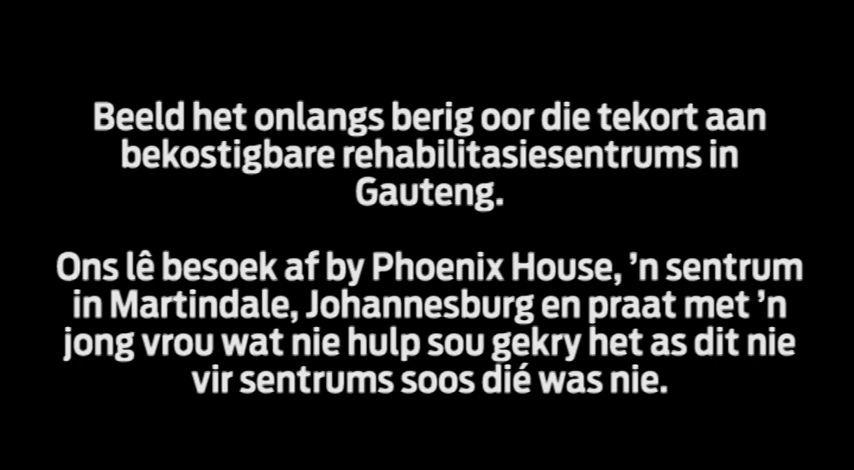 Beeld het onlangs berig oor die tekort aan
bekostigbare rehabilitasiesentrums in
Gauteng.
Ons lê besoek af by Phoenix House, ’n sentrum
in Martindale, Johannesburg en praat met ’n
jong vrou wat nie hulp sou gekry het as dit nie
vir sentrums soos dié was nie.